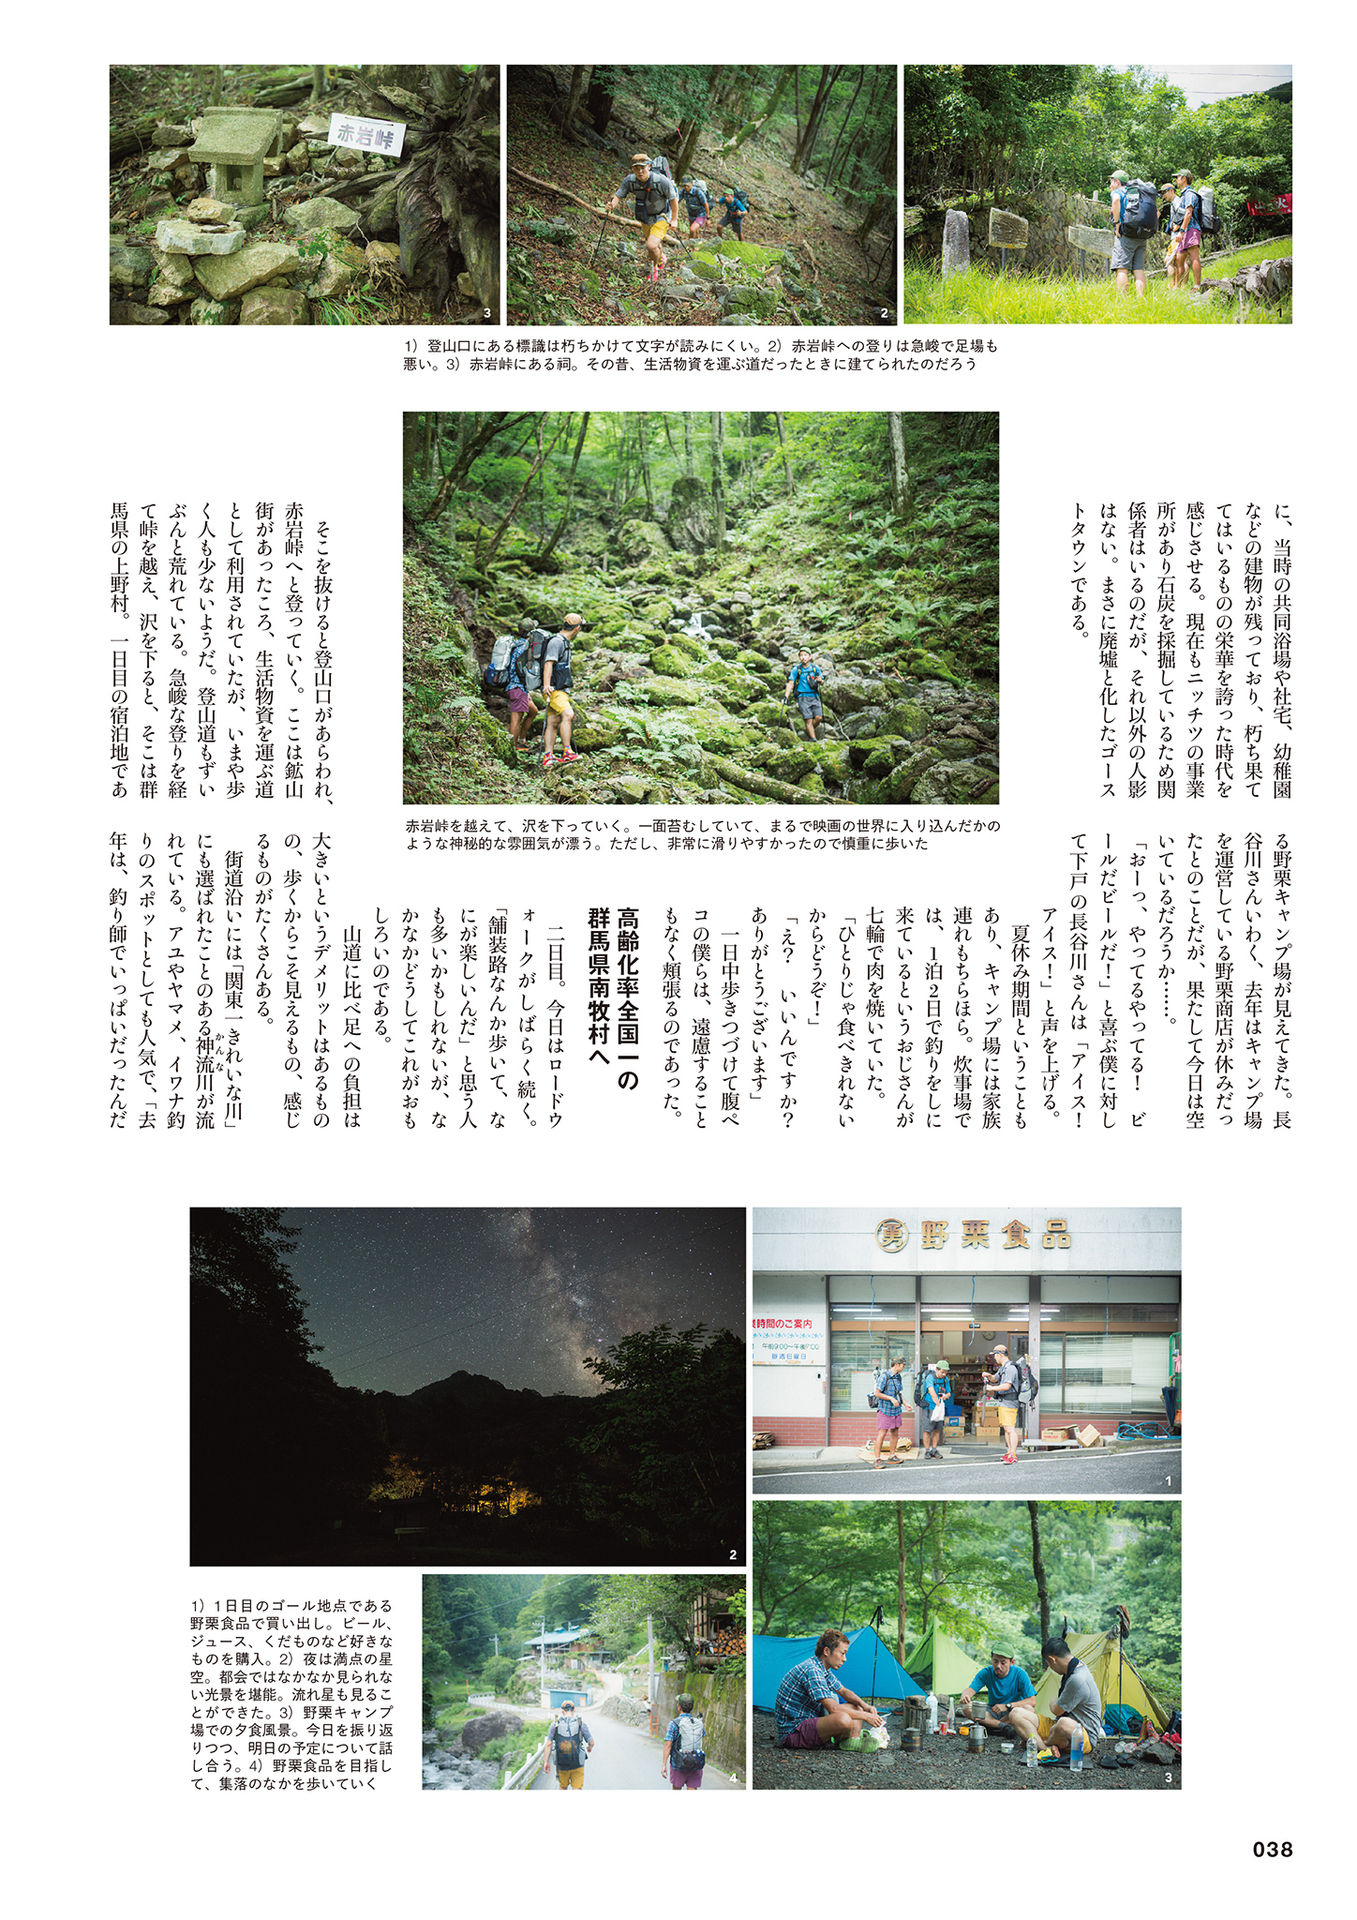 赤岩峠
3
2
1
1）登山口にある標識は朽ちかけて文字が読みにくい。2）赤岩峠への登りは急峻で足場も
悪い。3）赤岩峠にある祠。その昔、生活物資を運ぶ道だったときに建てられたのだろう
に、当時の共同浴場や社宅、幼稚園
などの建物が残っており、朽ち果て
てはいるものの栄華を誇った時代を
感じさせる。現在もニッチツの事業
所があり石炭を採掘しているため関
係者はいるのだが、それ以外の人影
はない。まさに廃墟と化したゴース
トタウンである。
そこを抜けると登山口があらわれ、
赤岩峠へと登っていく。ここは鉱山
街があったころ、生活物資を運ぶ道
として利用されていたが、いまや歩
く人も少ないようだ。登山道もずい
ぶんと荒れている。急峻な登りを経
て峠を越え、沢を下ると、そこは群
馬県の上野村。一日目の宿泊地であ
赤岩峠を越えて、沢を下っていく。一面苔むしていて、まるで映画の世界に入り込んだかの
ような神秘的な雰囲気が漂う。ただし、非常に滑りやすかったので慎重に歩いた
る野栗キャンプ場が見えてきた。長
谷川さんいわく、去年はキャンプ場
を運営している野栗商店が休みだっ
たとのことだが、果たして今日は空
いているだろうか……。
「おーっ、やってるやってる！　ビ
ールだビールだ！」と喜ぶ僕に対し
て下戸の長谷川さんは「アイス！
アイス！」と声を上げる。
夏休み期間ということも
あり、キャンプ場には家族
連れもちらほら。炊事場で
は、1泊2日で釣りをしに
来ているというおじさんが
七輪で肉を焼いていた。
「ひとりじゃ食べきれない
からどうぞ！」
「え？　いいんですか？
ありがとうございます」
一日中歩きつづけて腹ペ
コの僕らは、遠慮すること
もなく頬張るのであった。
高齢化率全国一の
群馬県南牧村へ
二日目。今日はロードウ
ォークがしばらく続く。
「舗装路なんか歩いて、な
にが楽しいんだ」と思う人
も多いかもしれないが、な
かなかどうしてこれがおも
しろいのである。
山道に比べ足への負担は
大きいというデメリットはあるもの
の、歩くからこそ見えるもの、感じ
るものがたくさんある。
街道沿いには「関東一きれいな川」
にも選ばれたことのある神流川が流
かんな
れている。アユやヤマメ、イワナ釣
りのスポットとしても人気で、「去
年は、釣り師でいっぱいだったんだ
勇 野栗食品
業時間のご案内
午前9:00〜午後7:00
毎週日曜日
1
2
3
4
1）1日目のゴール地点である
野栗食品で買い出し。ビール、
ジュース、くだものなど好きな
ものを購入。2）夜は満点の星
空。都会ではなかなか見られな
い光景を堪能。流れ星も見るこ
とができた。3）野栗キャンプ
場での夕食風景。今日を振り返
りつつ、明日の予定について話
し合う。4）野栗食品を目指し
て、集落のなかを歩いていく
038